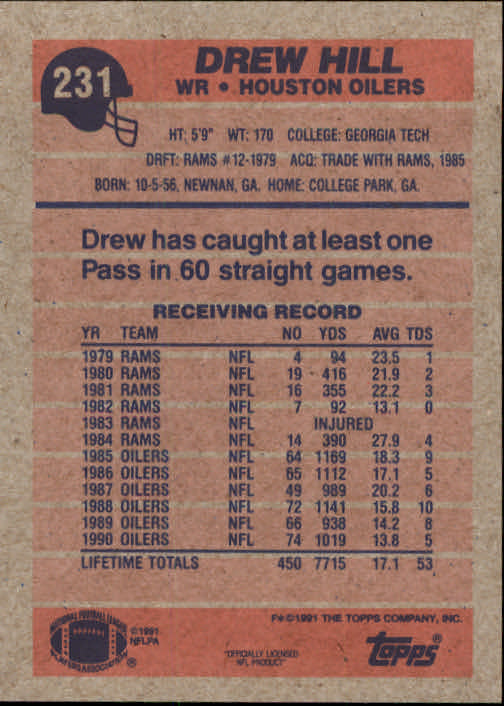 231
DREW HILL
WR • HOUSTON OILERS
HT: 5'9" WT: 170 COLLEGE: GEORGIA TECH
DRFT: RAMS #12-1979 ACQ: TRADE WITH RAMS, 1985
BORN: 10-5-56, NEWNAN, GA. HOME: COLLEGE PARK, GA.
Drew has caught at least one
Pass in 60 straight games.
RECEIVING RECORD
YR TEAM NO YDS AVG TDS
1979 RAMS NFL 4 94 23.5 1
1980 RAMS NFL 19 416 21.9 2
1981 RAMS NFL 16 355 22.2 3
1982 RAMS NFL 7 92 13.1 0
1983 RAMS NFL INJURED
1984 RAMS NFL 14 390 27.9 4
1985 OILERS NFL 64 1169 18.3 9
1986 OILERS NFL 65 1112 17.1 5
1987 OILERS NFL 49 989 20.2 6
1988 OILERS NFL 72 1141 15.8 10
1989 OILERS NFL 66 938 14.2 8
1990 OILERS NFL 74 1019 13.8 5
LIFETIME TOTALS 450 7715 17.1 53
F*©1991 THE TOPPS COMPANY, INC.
NATIONAL FOOTBALL LEAGUE
PLAYERS ASSOCIATION ®
©1991
NFLPA
"OFFICIALLY LICENSED
NFL PRODUCT"
topps®